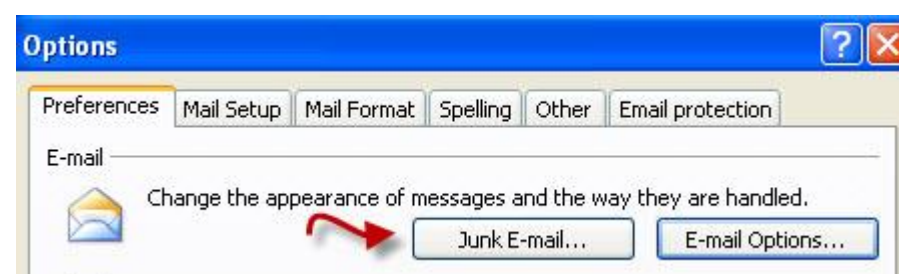 Options
Preferences Mail Setup Mail Format Spelling Other Email protection
E-mail
Change the appearance of messages and the way they are handled.
Junk E-mail... E-mail Options...